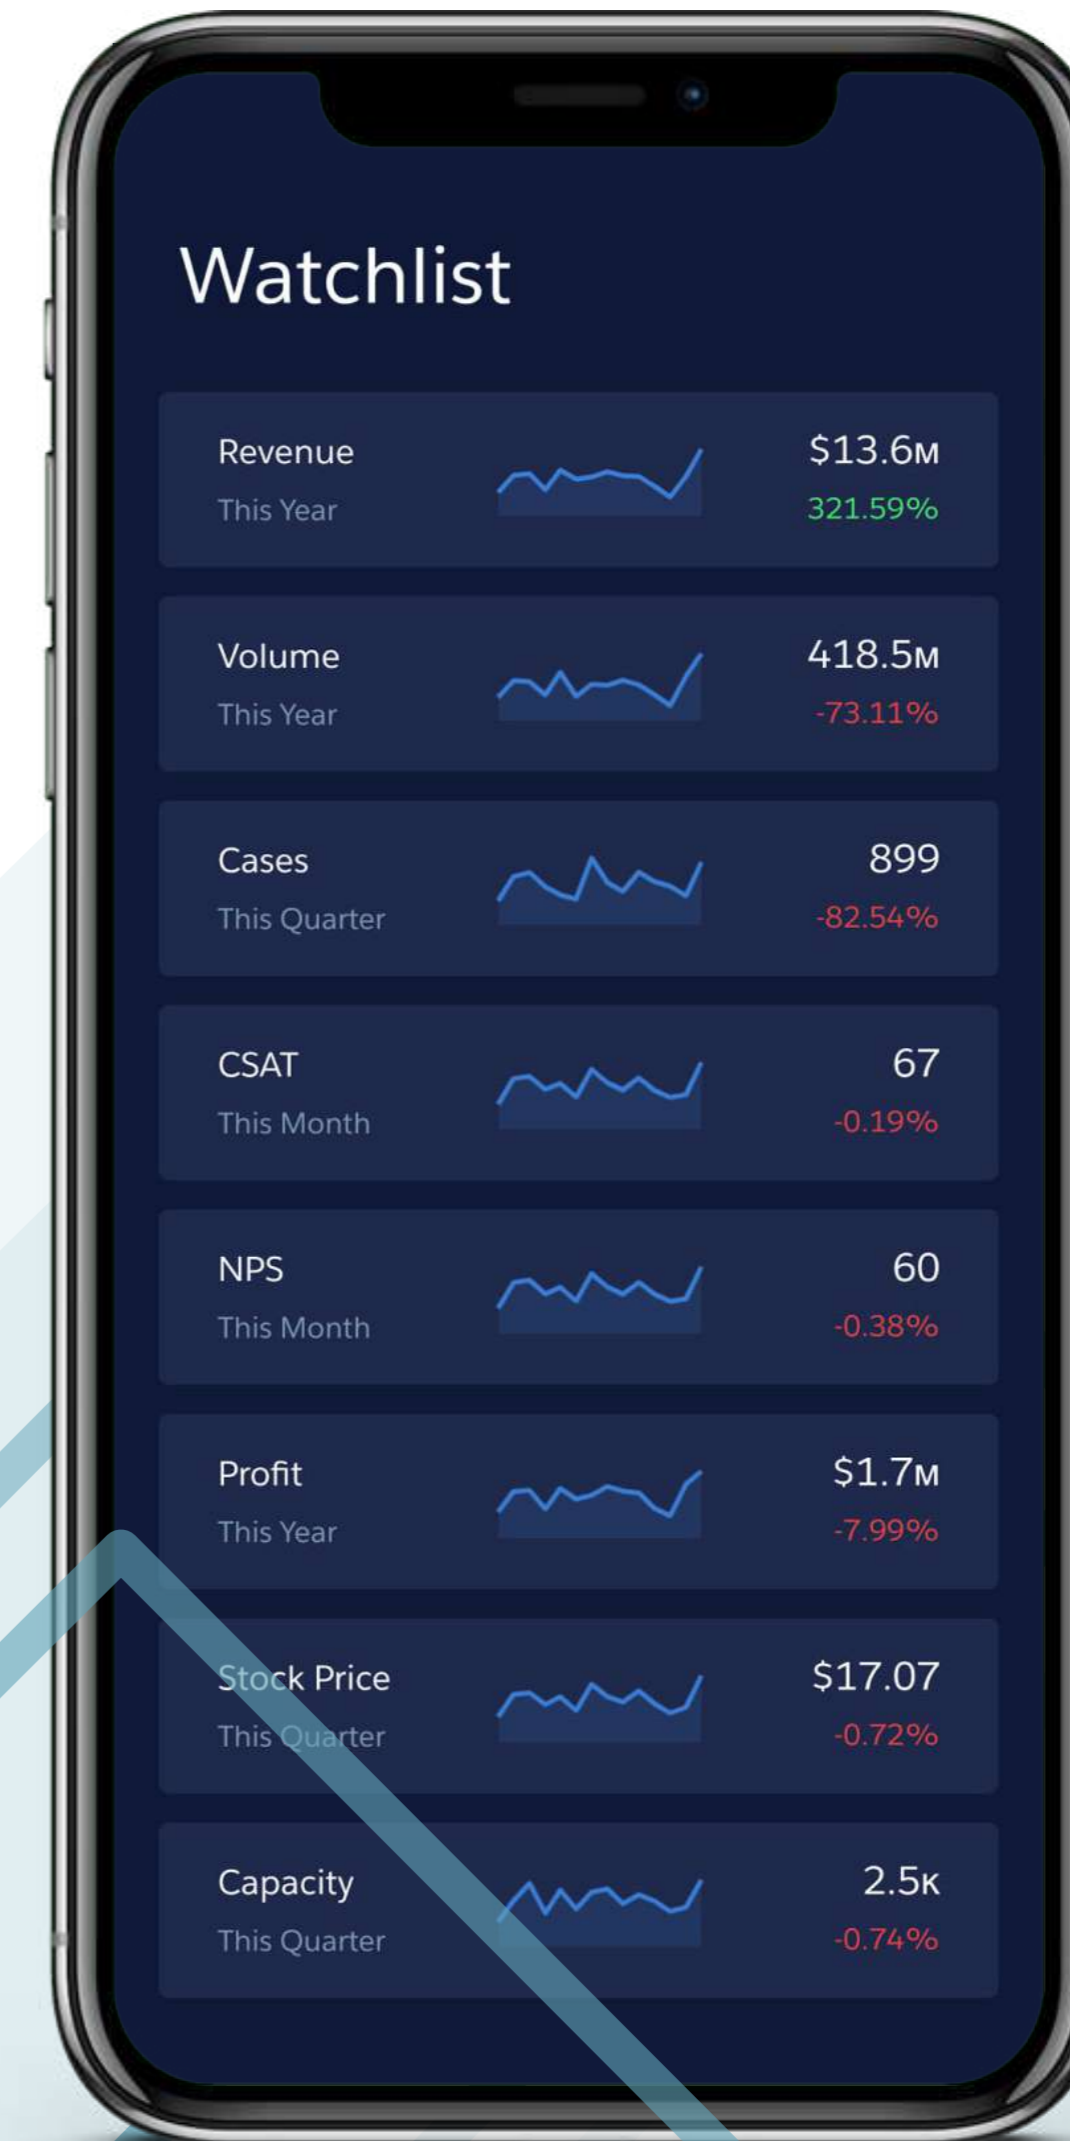 Watchlist
Revenue
$13.6M
This Year
321.59%
Volume
418.5M
This Year
-73.11%
Cases
899
This Quarter
-82.54%
CSAT
67
This Month
-0.19%
NPS
60
This Month
-0.38%
Profit
$1.7M
This Year
-7.99%
Stock Price
$17.07
This Quarter
-0.72%
Capacity
2.5K
This Quarter
-0.74%